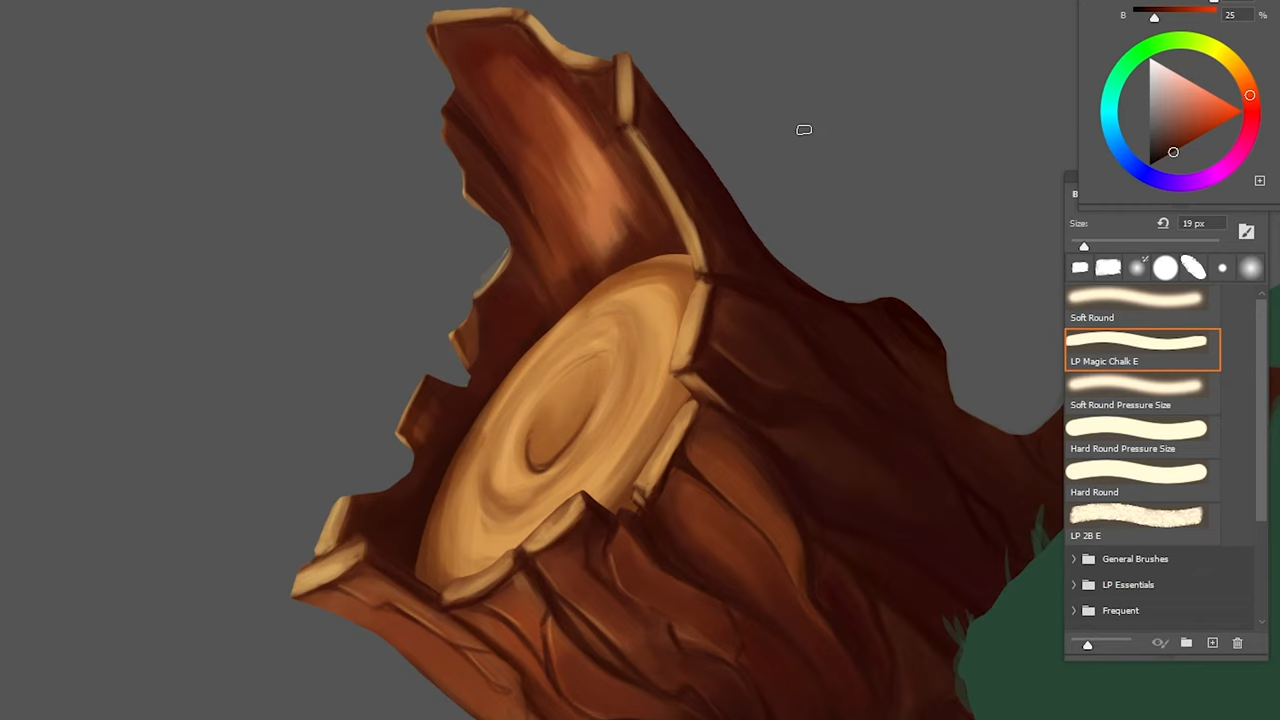 B 25 %
B
Size: 19 px
Soft Round
LP Magic Chalk E
Soft Round Pressure Size
Hard Round Pressure Size
Hard Round
LP 2B E
General Brushes
LP Essentials
Frequent